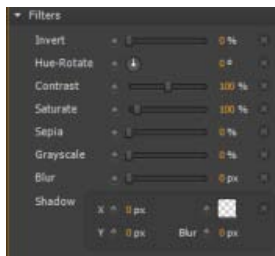 Filters
Invert 0 %
Hue-Rotate 0 °
Contrast 100 %
Saturate 100 %
Sepia 0 %
Grayscale 0 %
Blur 0 px
Shadow X 0 px
Y 0 px Blur 0 px